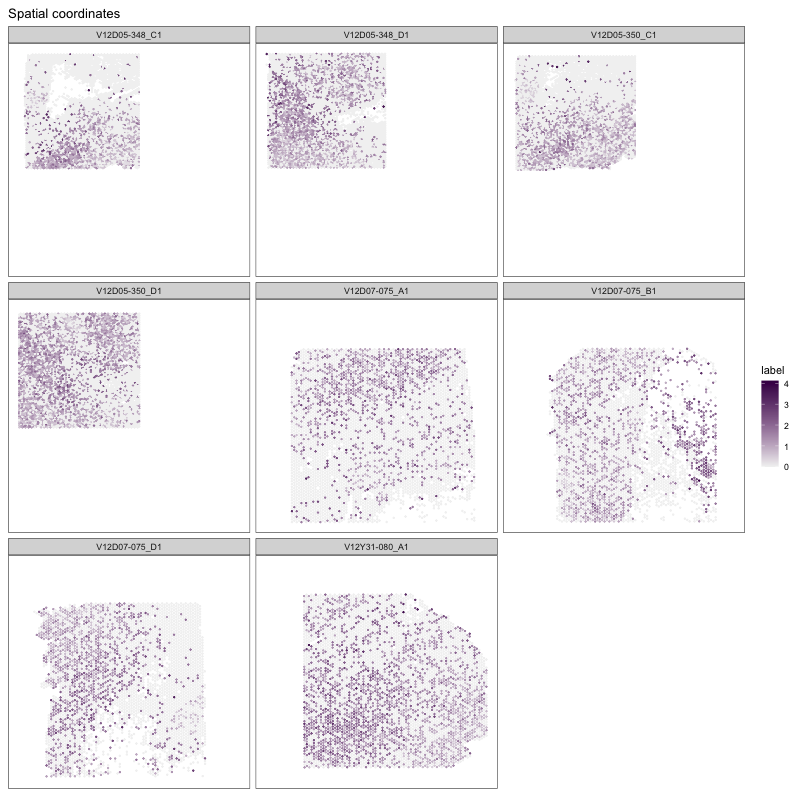 Spatial coordinates
V12D05-348_C1
V12D05-348_D1
V12D05-350_C1
V12D05-350_D1
V12D07-075_A1
V12D07-075_B1
label
4
3
2
1
0
V12D07-075_D1
V12Y31-080_A1